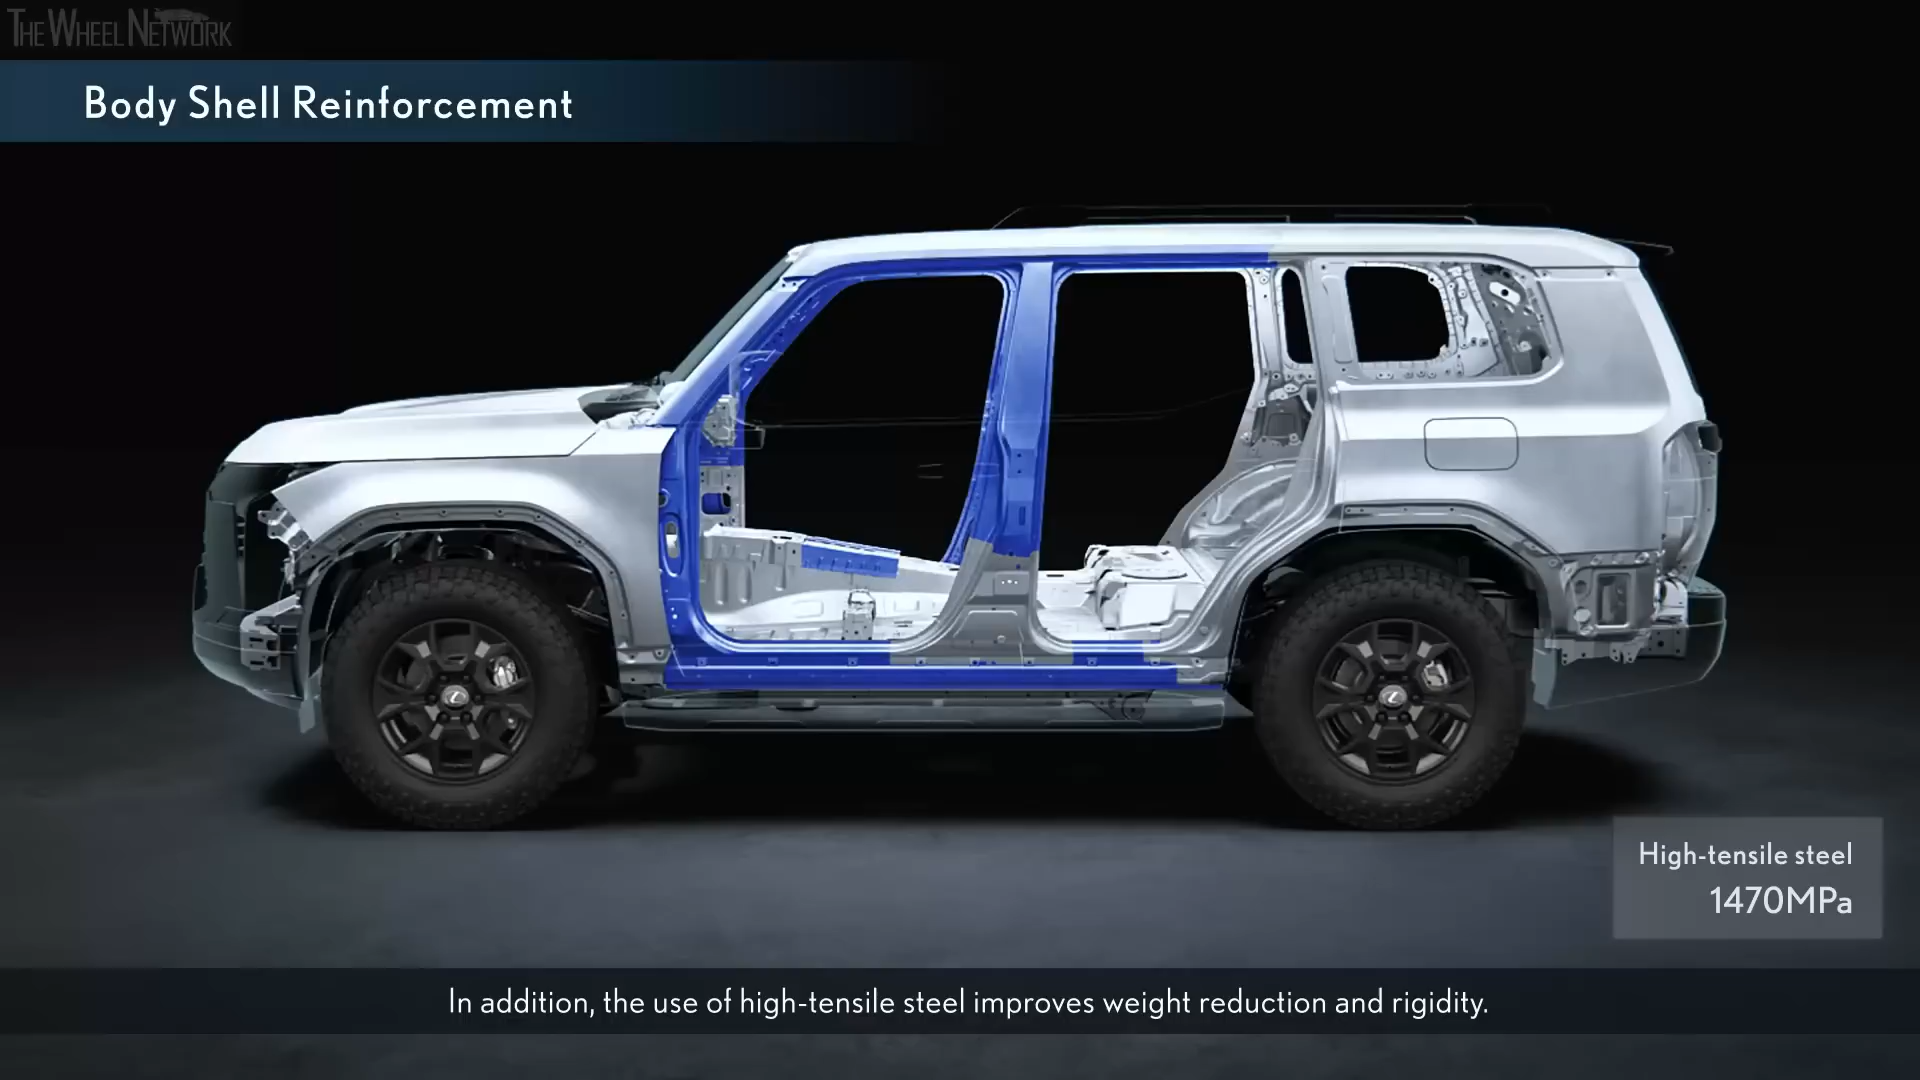 THE WHEEL NETWORK
Body Shell Reinforcement
High-tensile steel
1470MPa
In addition, the use of high-tensile steel improves weight reduction and rigidity.